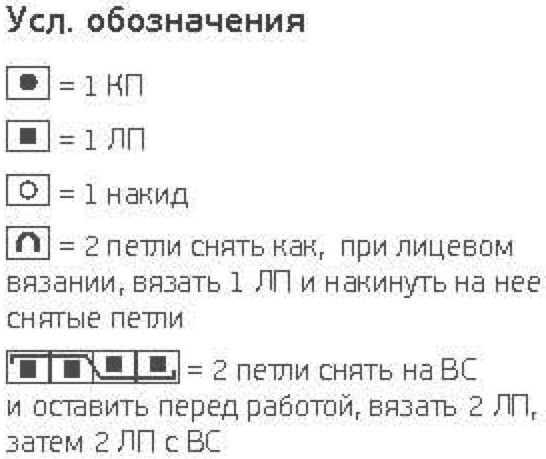 Усл. обозначения
= 1 КП
= 1 ЛП
= 1 накид
= 2 петли снять как, при лицевом
вязании, вязать 1 ЛП и накинуть на нее
снятые петли
= 2 петли снять на ВС
и оставить перед работой, вязать 2 ЛП,
затем 2 ЛП с ВС